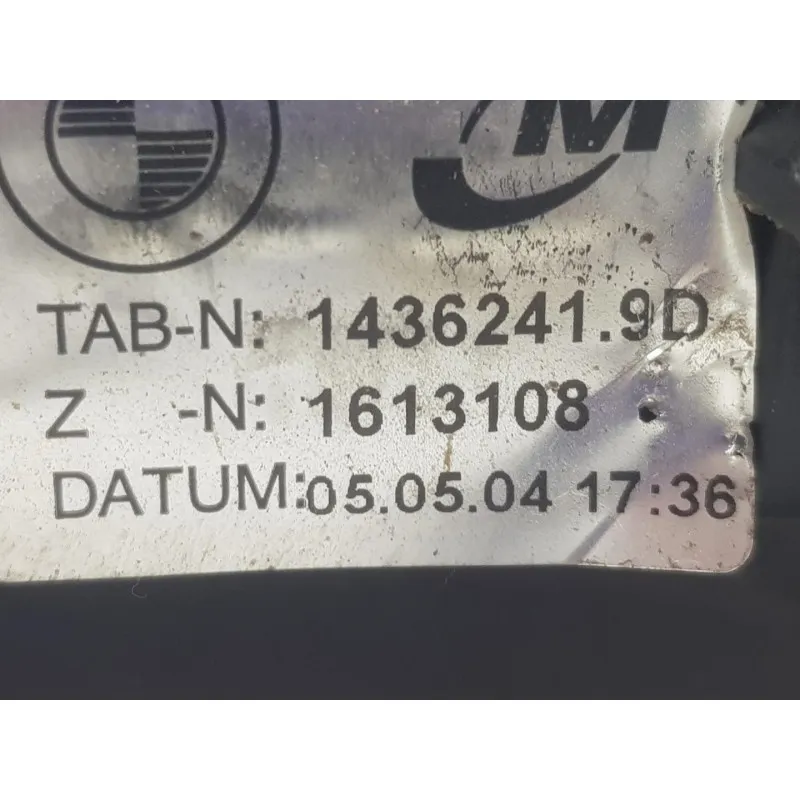 M
TAB-N: 1436241.9D
Z -N: 1613108
DATUM: 05.05.04 17:36